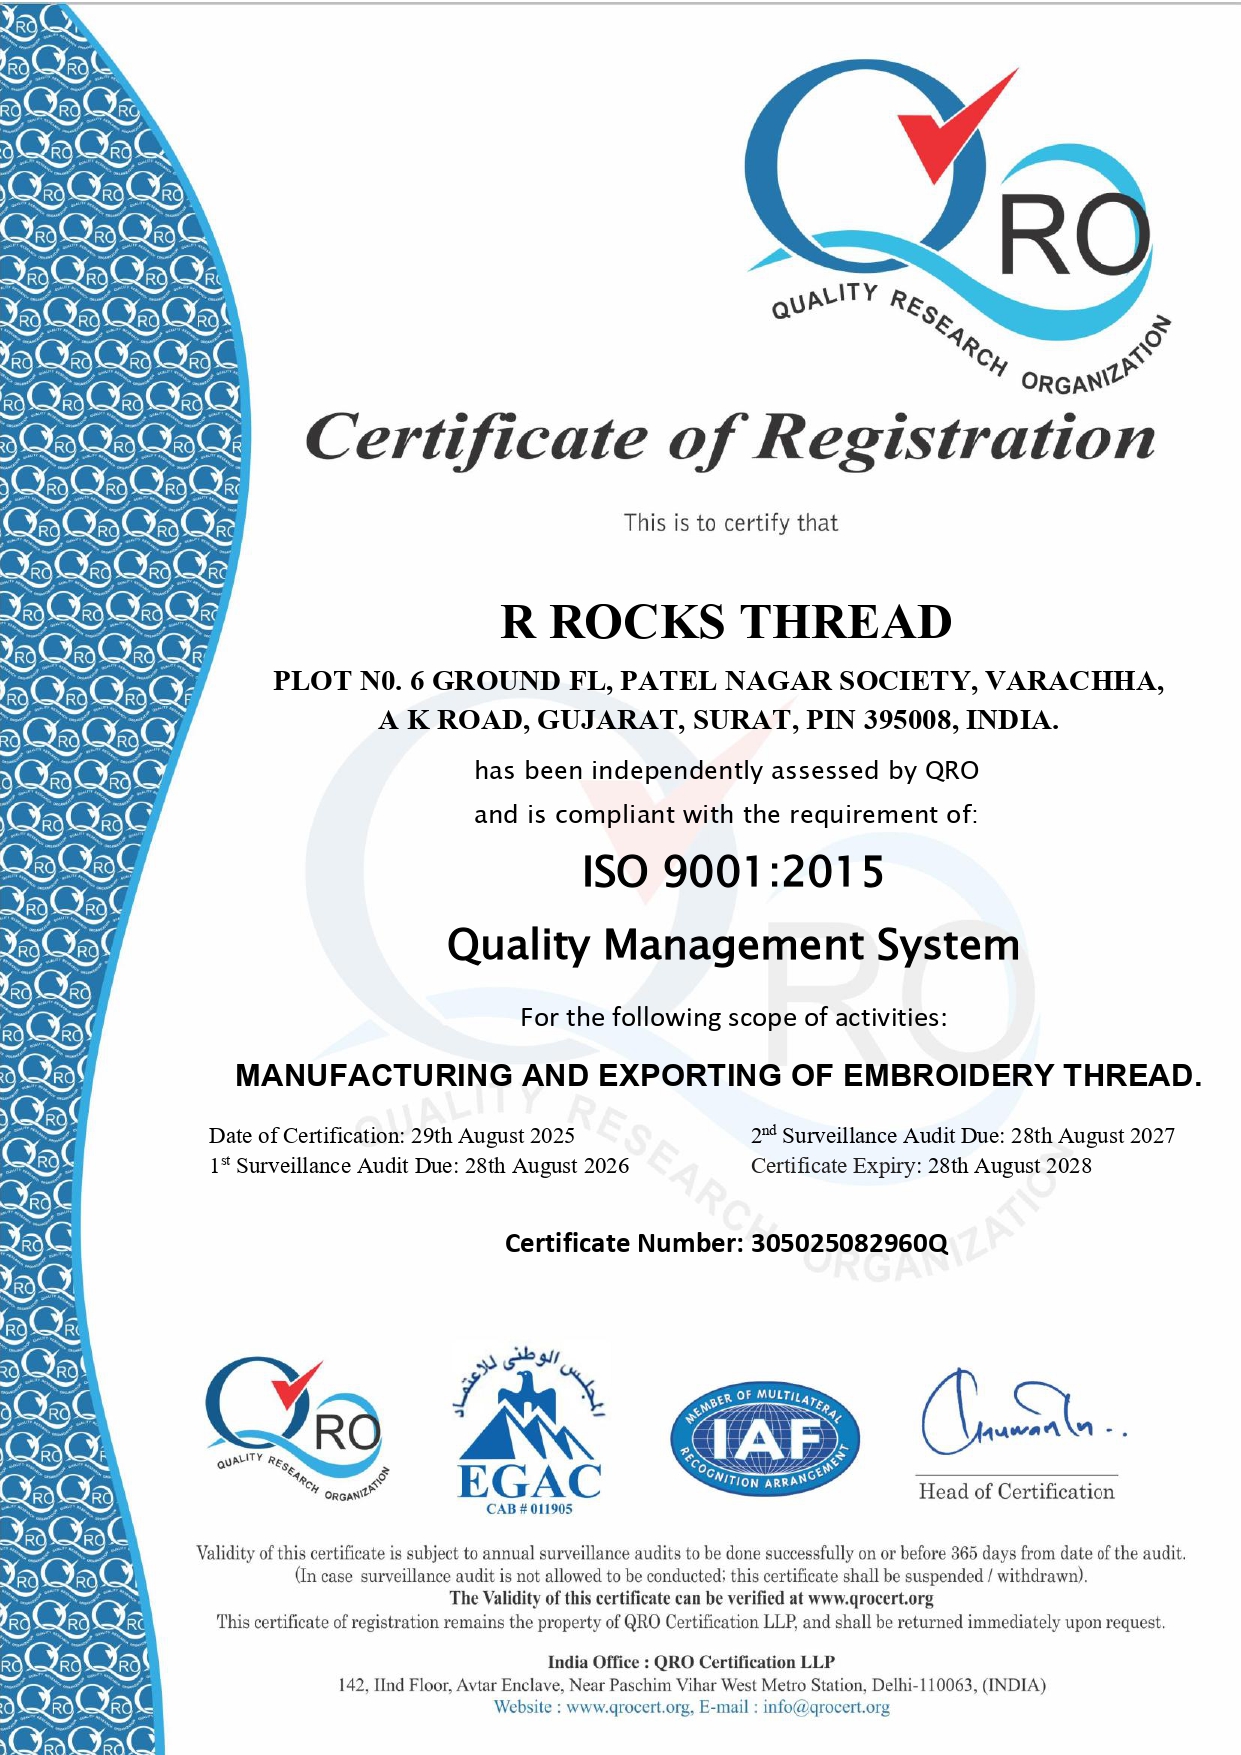 QRO
QUALITY RESEARCH ORGANIZATION
Certificate of Registration
This is to certify that
R ROCKS THREAD
PLOT N0. 6 GROUND FL, PATEL NAGAR SOCIETY, VARACHHA,
A K ROAD, GUJARAT, SURAT, PIN 395008, INDIA.
has been independently assessed by QRO
and is compliant with the requirement of:
ISO 9001:2015
Quality Management System
For the following scope of activities:
MANUFACTURING AND EXPORTING OF EMBROIDERY THREAD.
Date of Certification: 29th August 2025
1st Surveillance Audit Due: 28th August 2026
2nd Surveillance Audit Due: 28th August 2027
Certificate Expiry: 28th August 2028
Certificate Number: 305025082960Q
QRO
QUALITY RESEARCH ORGANIZATION
المجلس الوطنى للاعتماد
EGAC
CAB # 011905
MEMBER OF MULTILATERAL
IAF
RECOGNITION ARRANGEMENT
Head of Certification
Validity of this certificate is subject to annual surveillance audits to be done successfully on or before 365 days from date of the audit.
(In case surveillance audit is not allowed to be conducted; this certificate shall be suspended / withdrawn).
The Validity of this certificate can be verified at www.qrocert.org
This certificate of registration remains the property of QRO Certification LLP, and shall be returned immediately upon request.
India Office : QRO Certification LLP
142, IInd Floor, Avtar Enclave, Near Paschim Vihar West Metro Station, Delhi-110063, (INDIA)
Website : www.qrocert.org, E-mail : info@qrocert.org